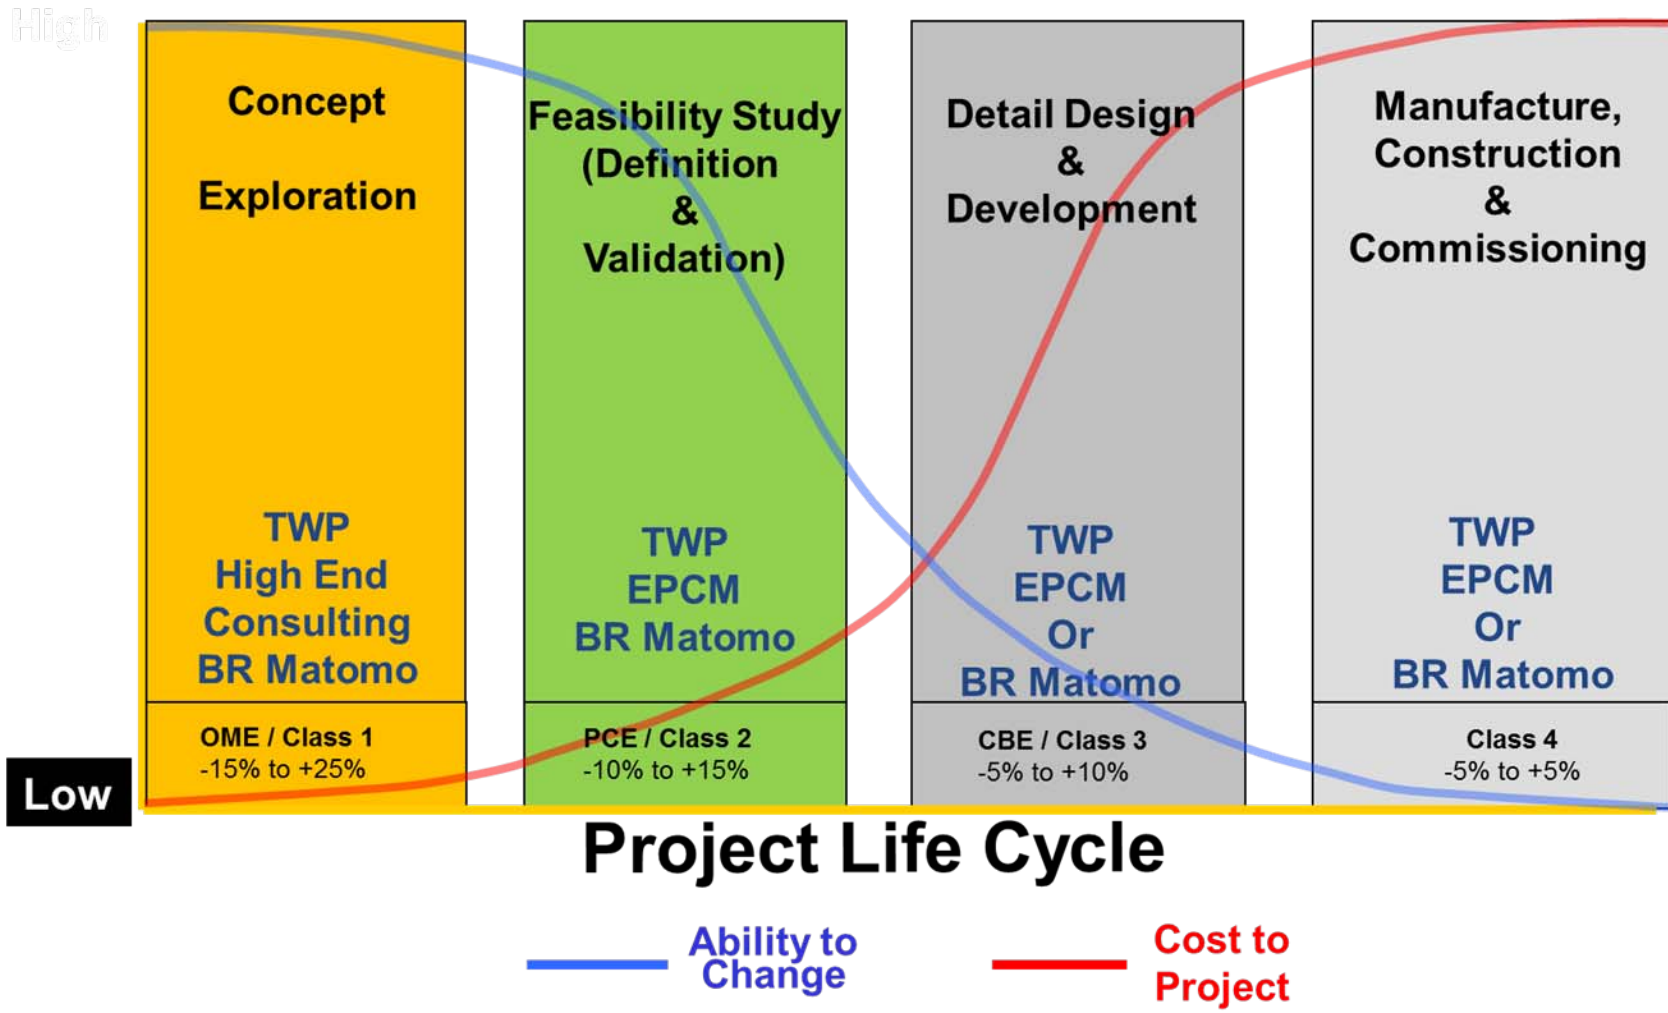 High
Concept
Exploration
TWP
High End
Consulting
BR Matomo
OME / Class 1
-15% to +25%
Feasibility Study
(Definition
&
Validation)
TWP
EPCM
BR Matomo
PCE / Class 2
-10% to +15%
Detail Design
&
Development
TWP
EPCM
Or
BR Matomo
CBE / Class 3
-5% to +10%
Manufacture,
Construction
&
Commissioning
TWP
EPCM
Or
BR Matomo
Class 4
-5% to +5%
Low
Project Life Cycle
Ability to
Change
Cost to
Project